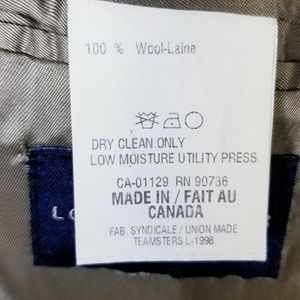 100 % Wool-Laine
DRY CLEAN ONLY
LOW MOISTURE UTILITY PRESS
CA-01129 RN 90736
MADE IN / FAIT AU
CANADA
FAB. SYNDICALE / UNION MADE
TEAMSTERS L-1998